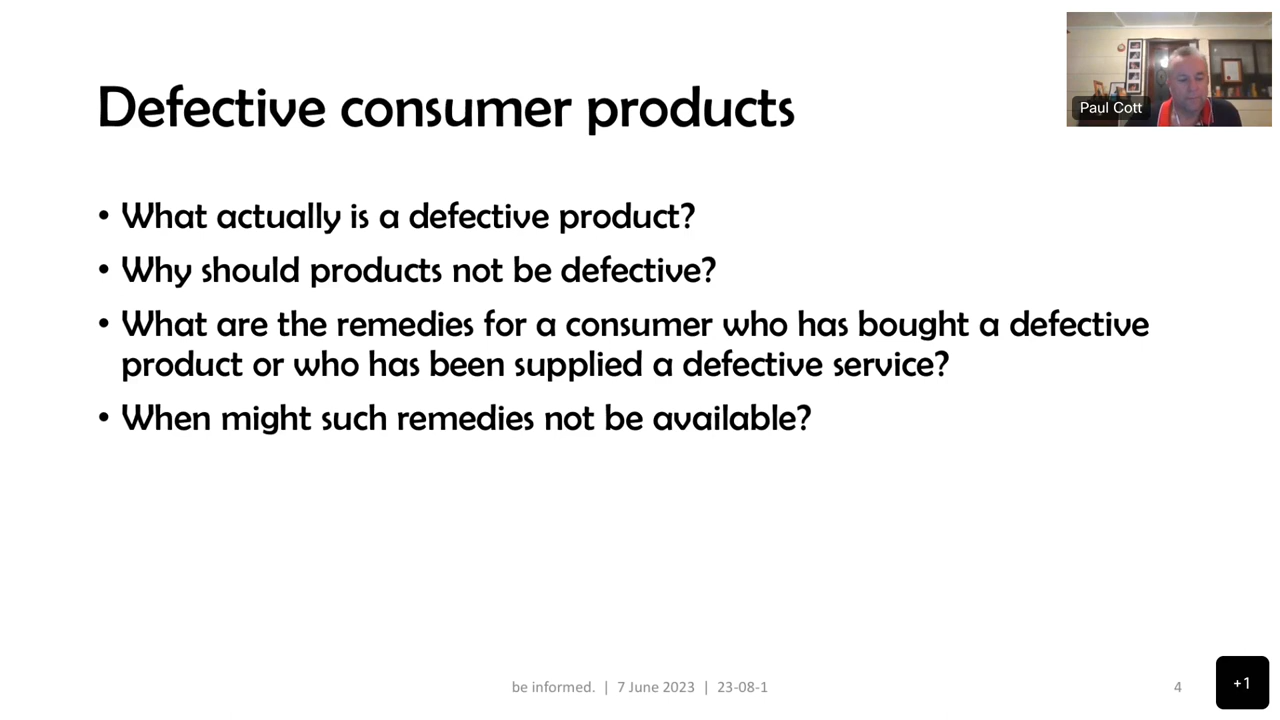 Defective consumer products
Paul Cott
• What actually is a defective product?
• Why should products not be defective?
• What are the remedies for a consumer who has bought a defective
product or who has been supplied a defective service?
• When might such remedies not be available?
be informed. | 7 June 2023 | 23-08-1
4
+1